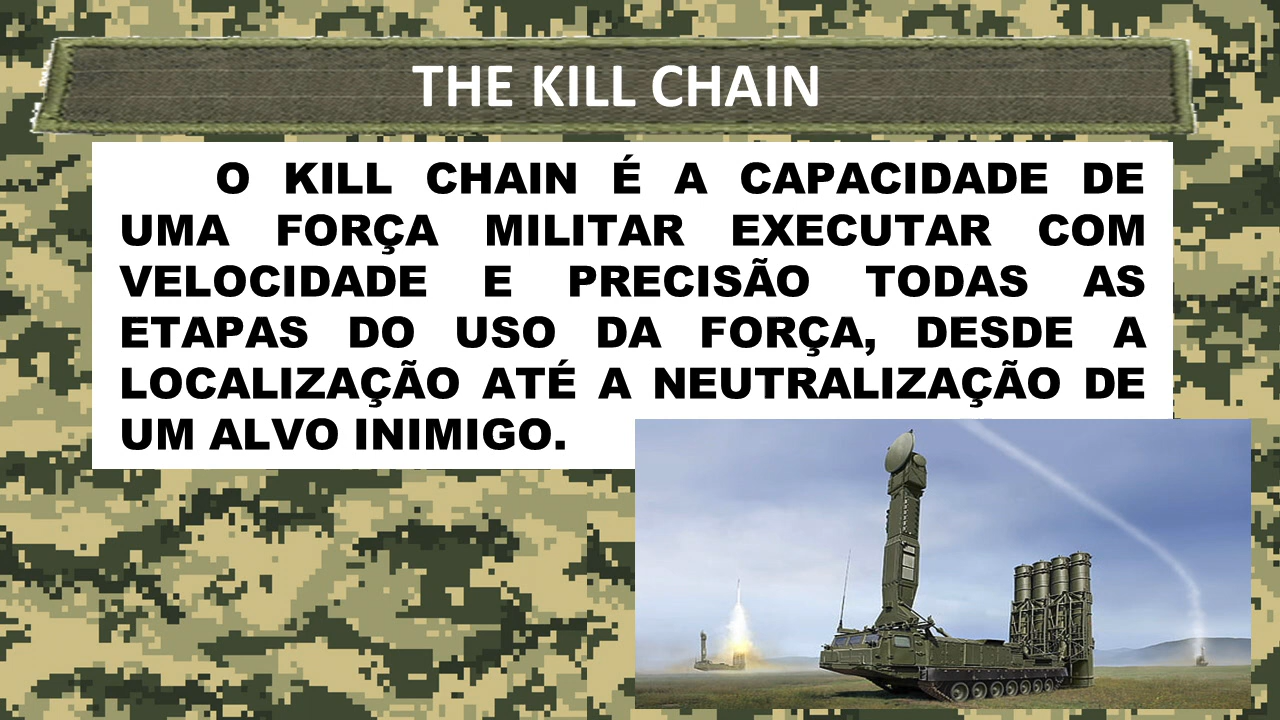 THE KILL CHAIN
O KILL CHAIN É A CAPACIDADE DE
UMA FORÇA MILITAR EXECUTAR COM
VELOCIDADE E PRECISÃO TODAS AS
ETAPAS DO USO DA FORÇA, DESDE A
LOCALIZAÇÃO ATÉ A NEUTRALIZAÇÃO DE
UM ALVO INIMIGO.